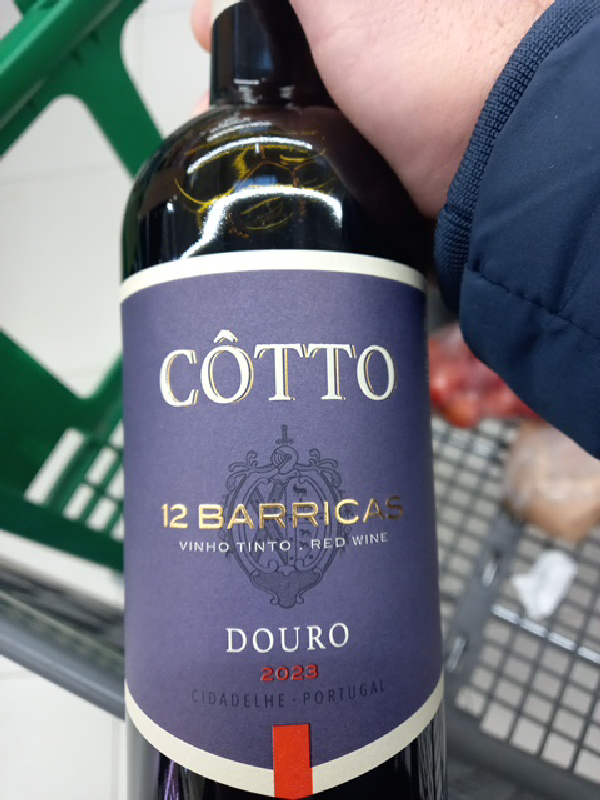 CÔTTO
12 BARRICAS
VINHO TINTO . RED WINE
DOURO
2023
CIDADELHE · PORTUGAL